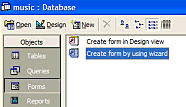 music : Database
Open Design New
Objects
Tables
Queries
Forms
Reports
Create form in Design view
Create form by using wizard